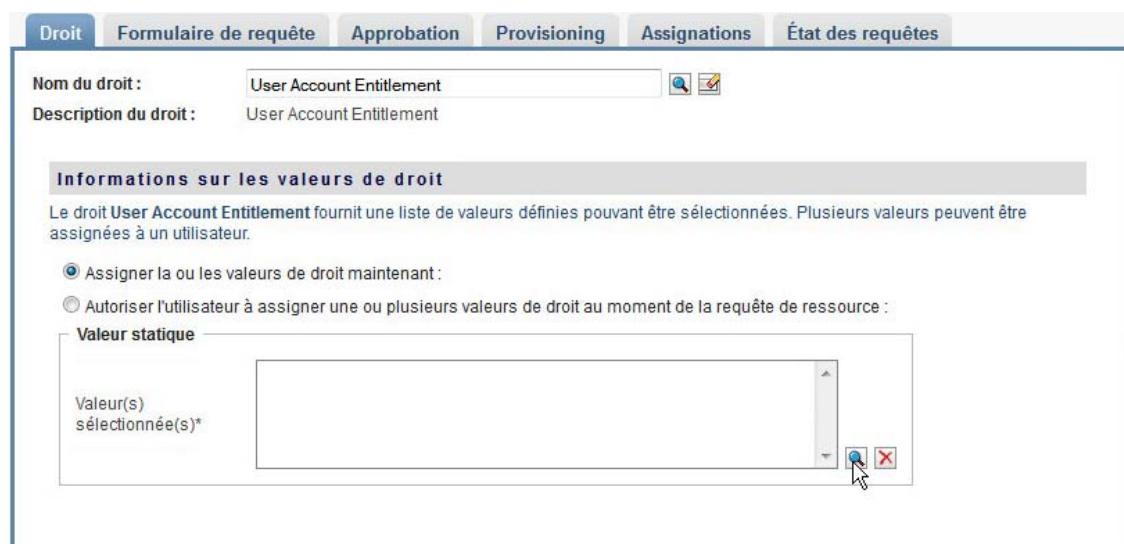 Droit Formulaire de requête Approbation Provisioning Assignations État des requêtes
Nom du droit : User Account Entitlement
Description du droit : User Account Entitlement
Informations sur les valeurs de droit
Le droit User Account Entitlement fournit une liste de valeurs définies pouvant être sélectionnées. Plusieurs valeurs peuvent être
assignées à un utilisateur.
Assigner la ou les valeurs de droit maintenant :
Autoriser l'utilisateur à assigner une ou plusieurs valeurs de droit au moment de la requête de ressource :
Valeur statique
Valeur(s)
sélectionnée(s)*